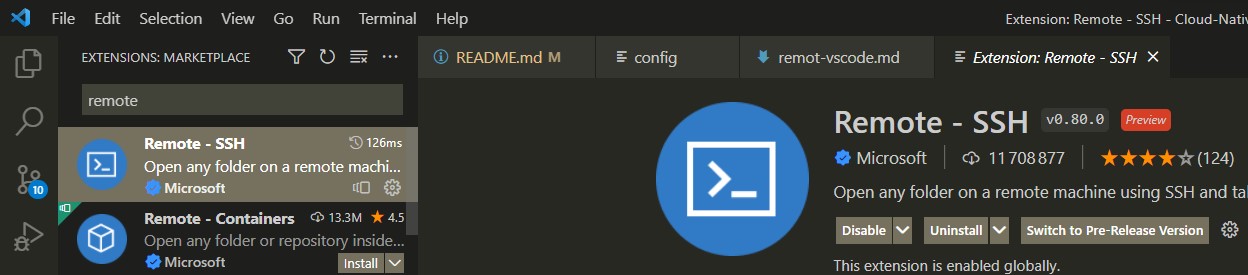 File Edit Selection View Go Run Terminal Help
Extension: Remote - SSH - Cloud-Nativ
EXTENSIONS: MARKETPLACE
README.md M
config
remot-vscode.md
Extension: Remote - SSH
remote
10
Remote - SSH 126ms
Open any folder on a remote machi...
Microsoft
Remote - Containers 13.3M 4.5
Open any folder or repository inside...
Microsoft Install
Remote - SSH v0.80.0 Preview
Microsoft 11708877 (124)
Open any folder on a remote machine using SSH and ta
Disable Uninstall Switch to Pre-Release Version
This extension is enabled globally.